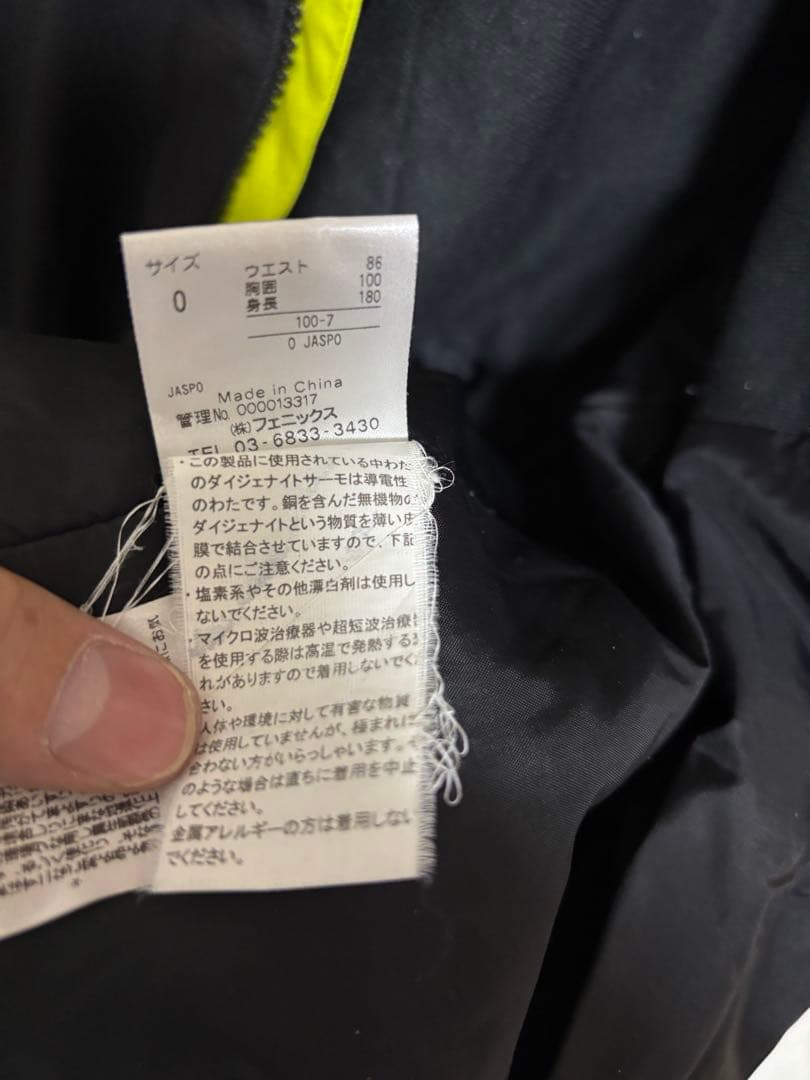 サイズ
0
ウエスト 86
胸囲 100
身長 180
100-7
0 JASPO
JASPO
Made in China
管理No. 000013317
(株)フェニックス
TEL 03-6833-3430
・この製品に使用されている中わた
のダイジェナイトサーモは導電性
のわたです。銅を含んだ無機物の
ダイジェナイトという物質を薄い皮
膜で結合させていますので、下記
の点にご注意ください。
・塩素系やその他漂白剤は使用し
ないでください。
・マイクロ波治療器や超短波治療器
を使用する際は高温で発熱する恐
れがありますので着用しないでくだ
さい。
人体や環境に対して有害な物質
は使用していませんが、極まれに
合わない方がいらっしゃいます。そ
のような場合は直ちに着用を中止
してください。
金属アレルギーの方は着用しない
でください。